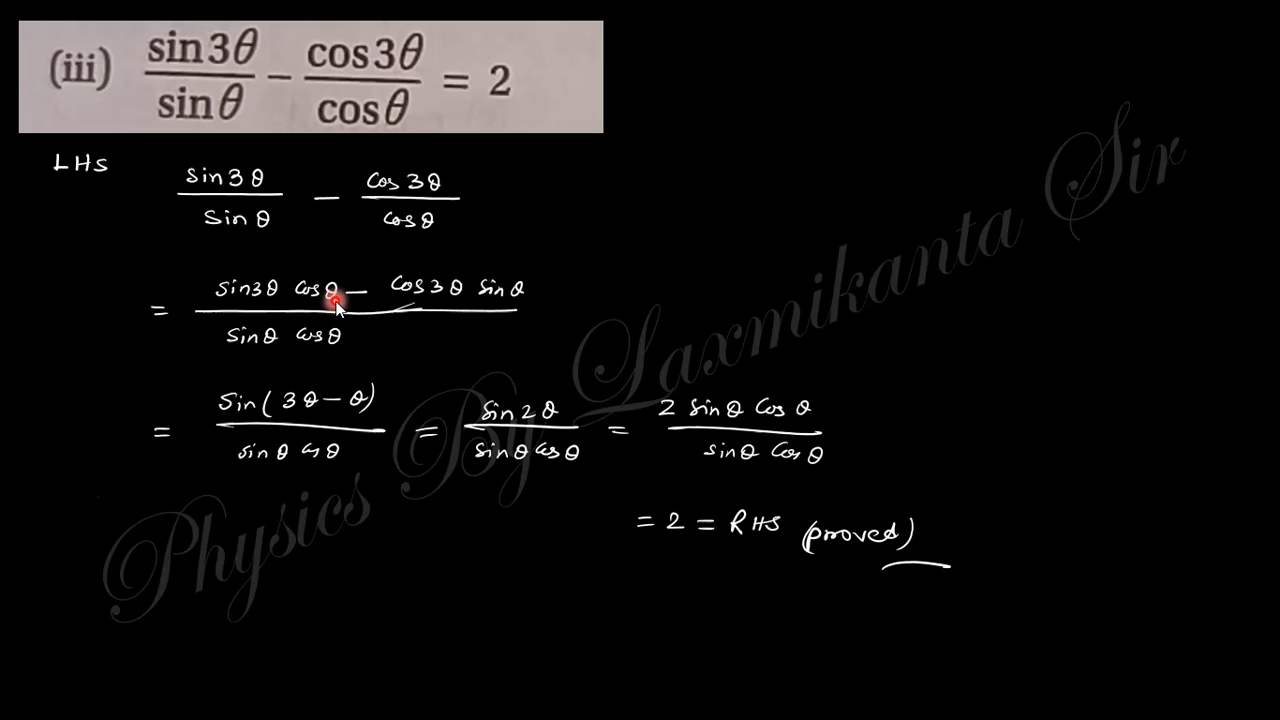 (iii) sin3θ/sinθ − cos3θ/cosθ = 2
LHS sin3θ/Sinθ − Cos3θ/cosθ
= sin3θ cosθ − Cos3θ sinθ / sinθ cosθ
= Sin(3θ−θ)/sinθ cosθ = Sin2θ/sinθ cosθ = 2 sinθ Cosθ/sinθ Cosθ
= 2 = RHS (proved)
Physics By Laxmikanta Sir